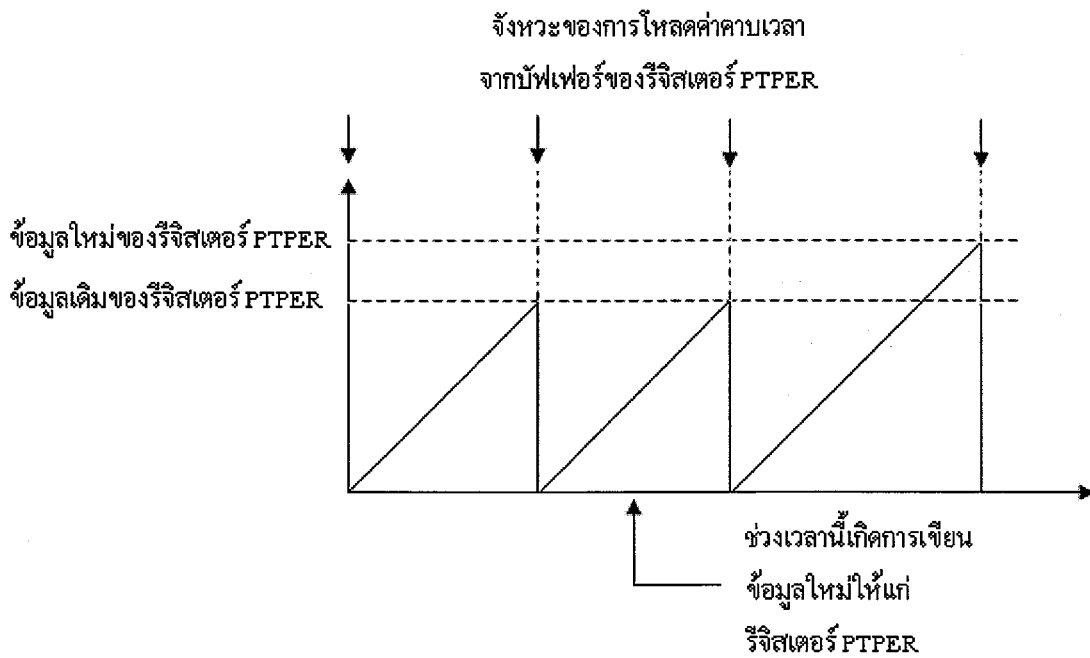 จังหวะของการโหลดค่าคาบเวลา
จากบัฟเฟอร์ของรีจิสเตอร์ PTPER
ข้อมูลใหม่ของรีจิสเตอร์ PTPER
ข้อมูลเดิมของรีจิสเตอร์ PTPER
ช่วงเวลานี้เกิดการเขียน
ข้อมูลใหม่ให้แก่
รีจิสเตอร์ PTPER